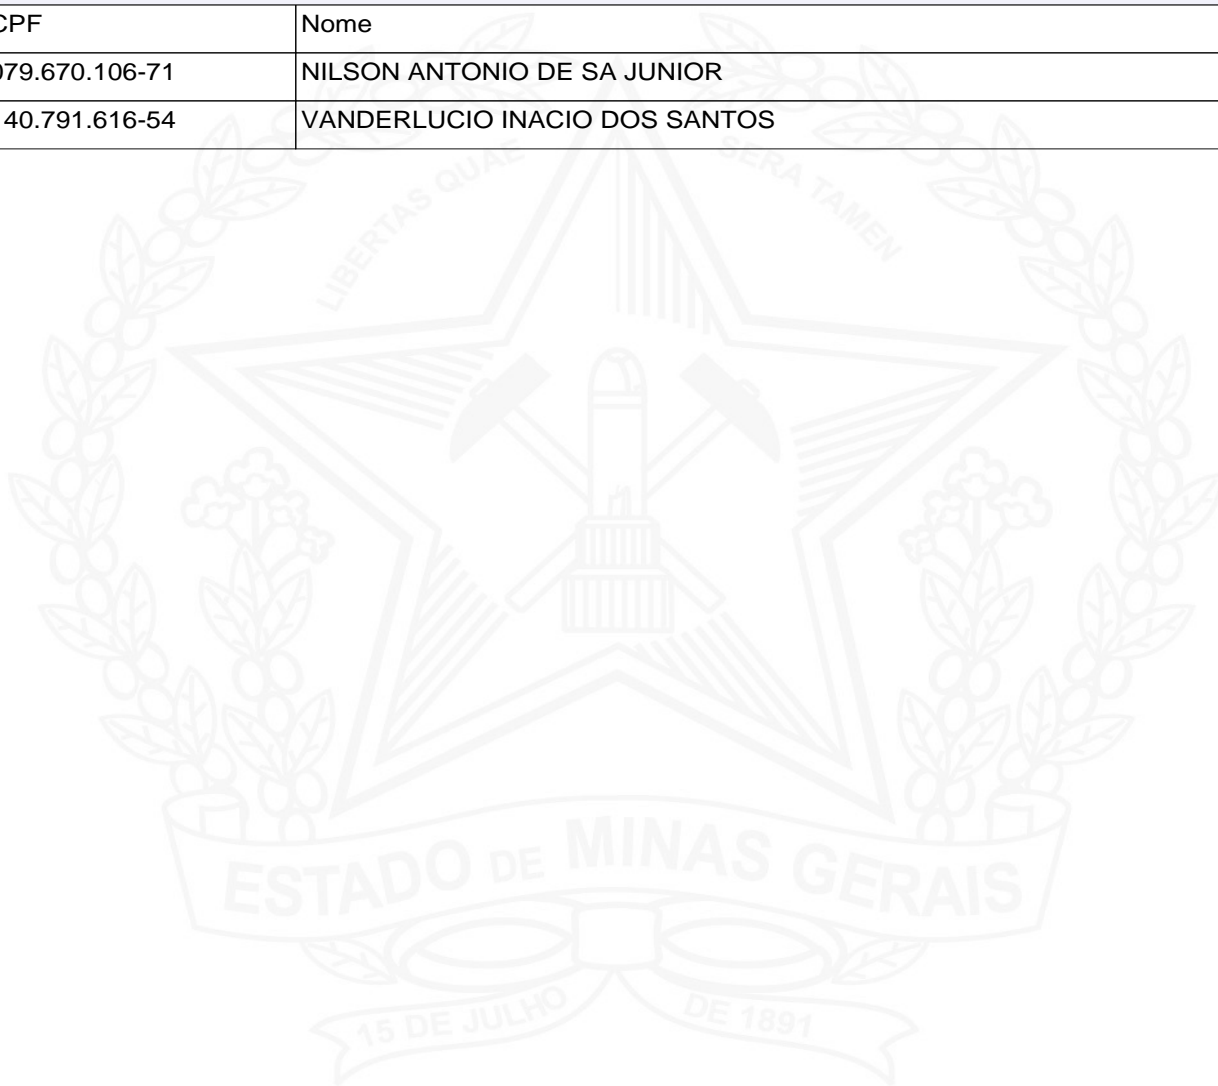 CPF Nome
079.670.106-71 NILSON ANTONIO DE SA JUNIOR
40.791.616-54 VANDERLUCIO INACIO DOS SANTOS
LIBERTAS QUAE SERA TAMEN
ESTADO DE MINAS GERAIS
15 DE JULHO DE 1891